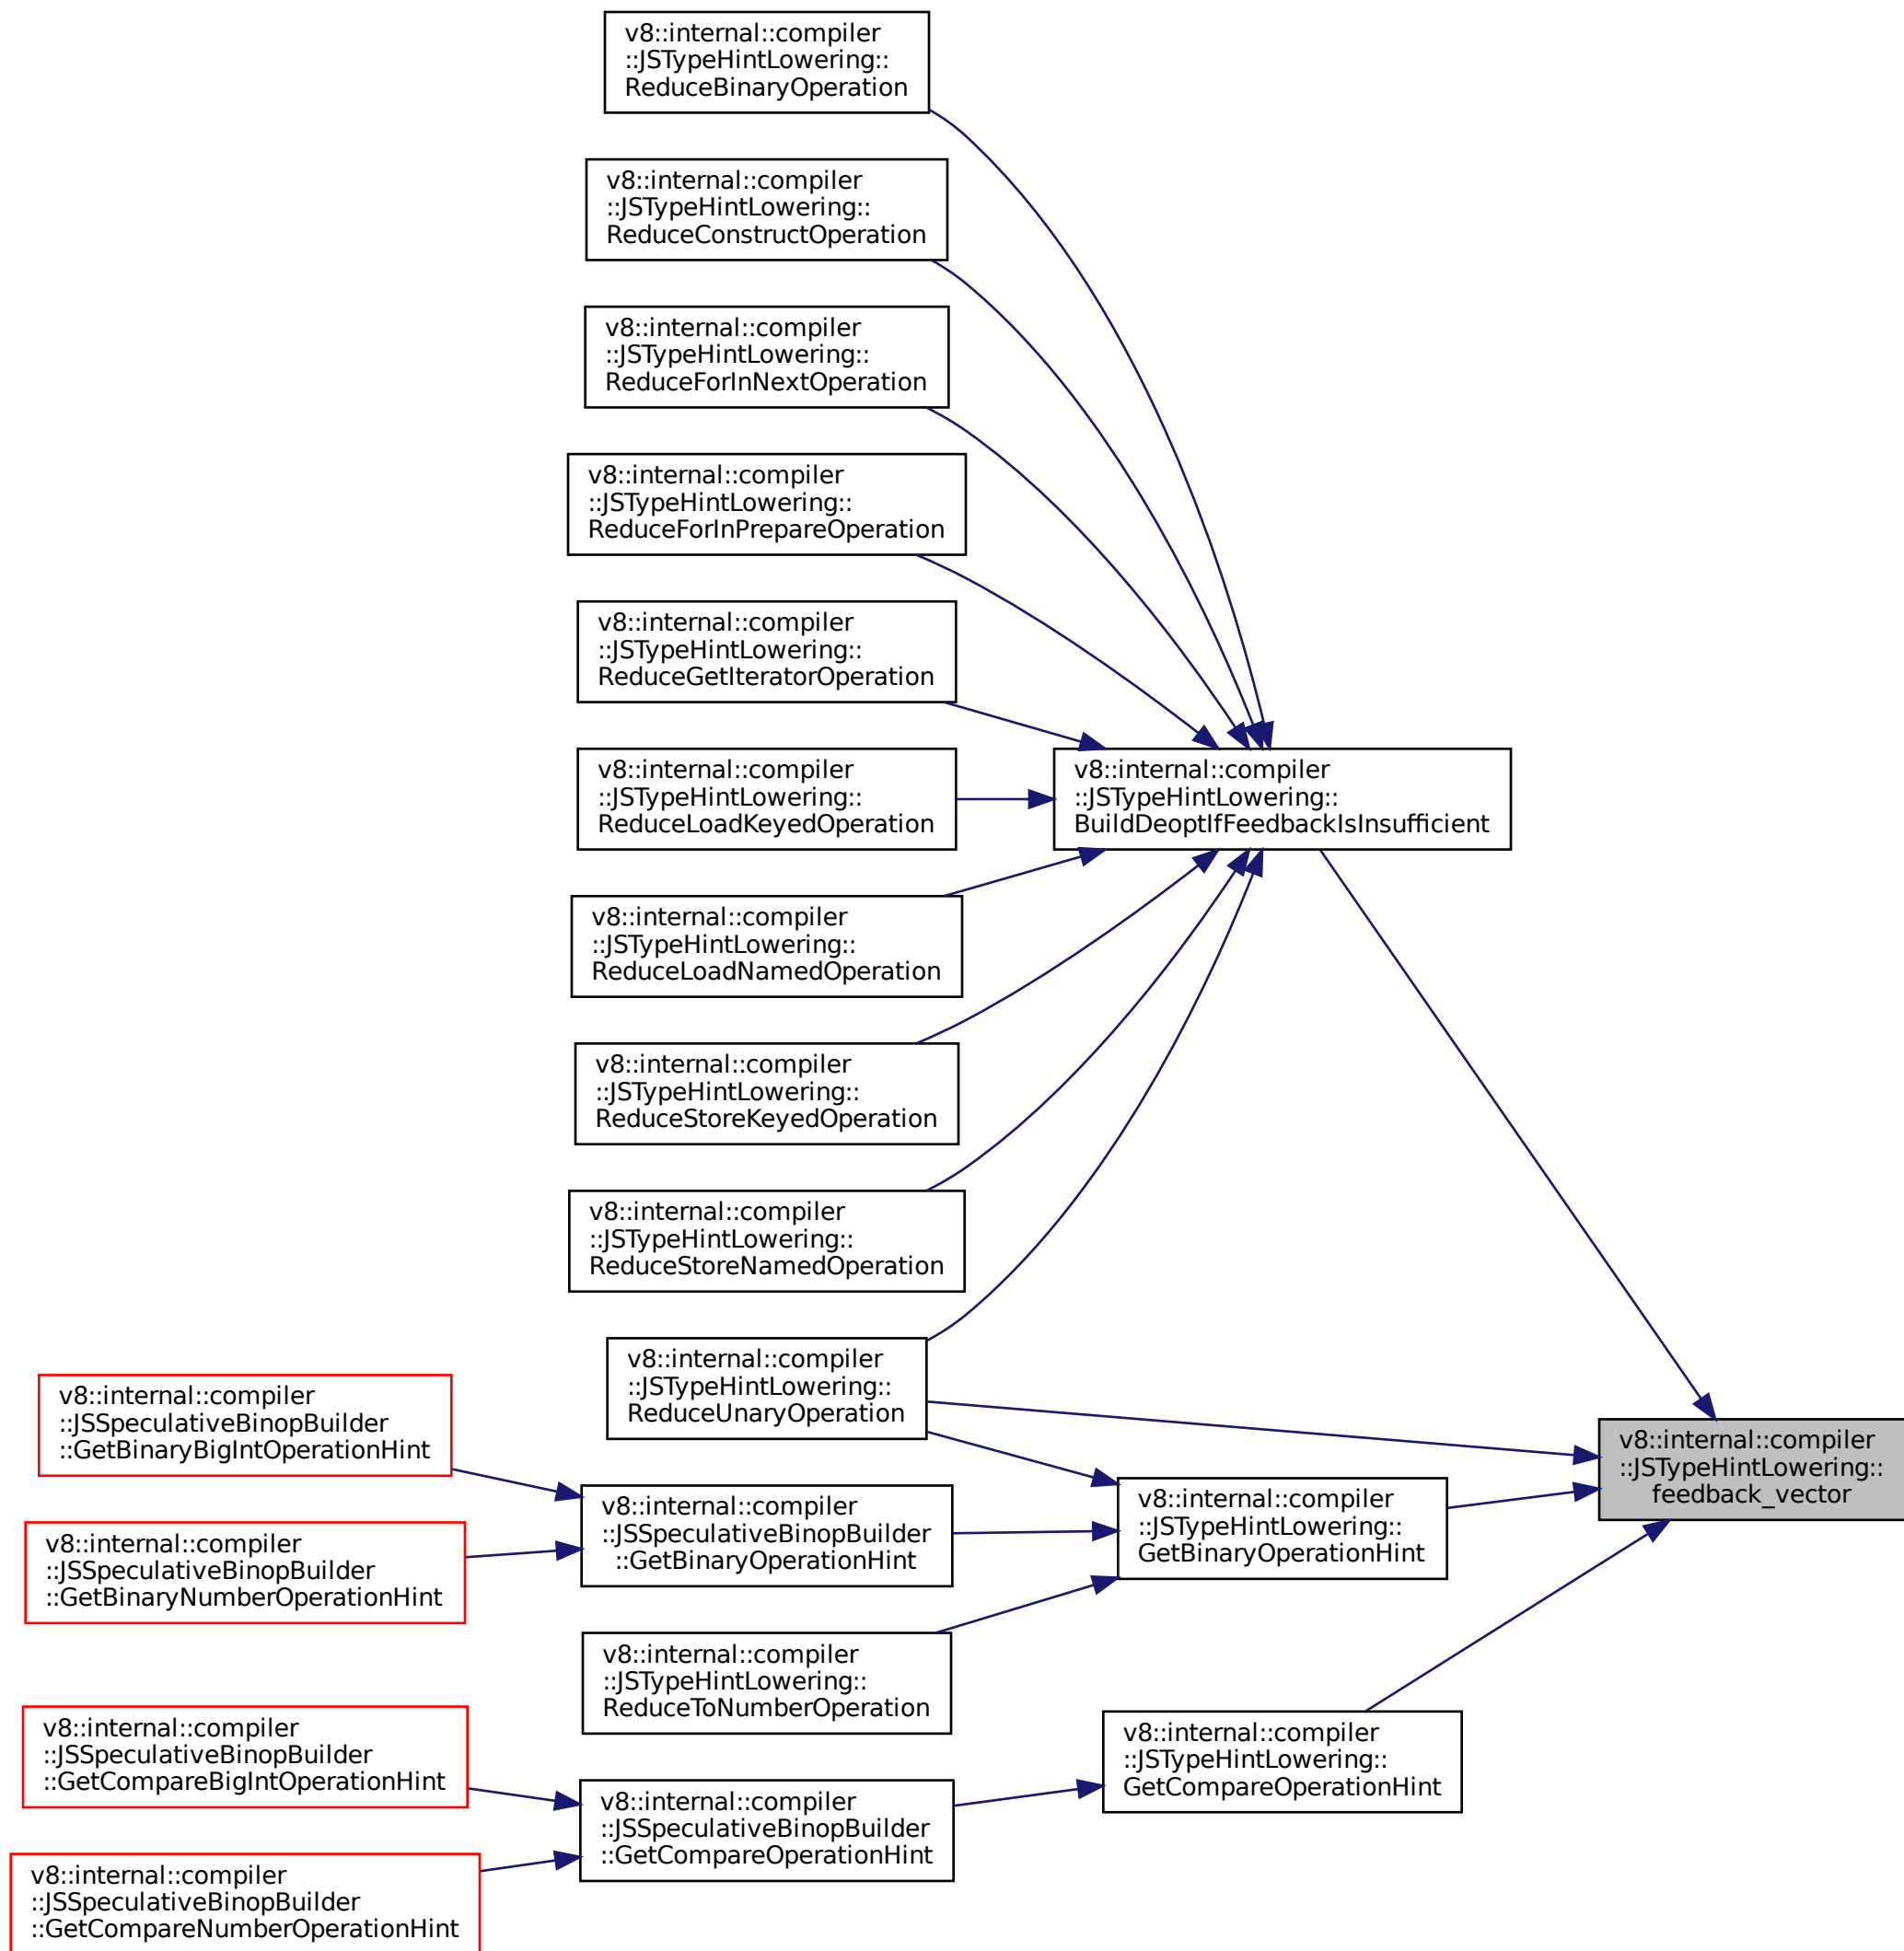 v8::internal::compiler
::JSTypeHintLowering::
ReduceBinaryOperation
v8::internal::compiler
::JSTypeHintLowering::
ReduceConstructOperation
v8::internal::compiler
::JSTypeHintLowering::
ReduceForInNextOperation
v8::internal::compiler
::JSTypeHintLowering::
ReduceForInPrepareOperation
v8::internal::compiler
::JSTypeHintLowering::
ReduceGetIteratorOperation
v8::internal::compiler
::JSTypeHintLowering::
ReduceLoadKeyedOperation
v8::internal::compiler
::JSTypeHintLowering::
BuildDeoptIfFeedbackIsInsufficient
v8::internal::compiler
::JSTypeHintLowering::
ReduceLoadNamedOperation
v8::internal::compiler
::JSTypeHintLowering::
ReduceStoreKeyedOperation
v8::internal::compiler
::JSTypeHintLowering::
ReduceStoreNamedOperation
v8::internal::compiler
::JSTypeHintLowering::
ReduceUnaryOperation
v8::internal::compiler
::JSSpeculativeBinopBuilder
::GetBinaryBigIntOperationHint
v8::internal::compiler
::JSTypeHintLowering::
feedback_vector
v8::internal::compiler
::JSSpeculativeBinopBuilder
::GetBinaryOperationHint
v8::internal::compiler
::JSTypeHintLowering::
GetBinaryOperationHint
v8::internal::compiler
::JSSpeculativeBinopBuilder
::GetBinaryNumberOperationHint
v8::internal::compiler
::JSTypeHintLowering::
ReduceToNumberOperation
v8::internal::compiler
::JSSpeculativeBinopBuilder
::GetCompareBigIntOperationHint
v8::internal::compiler
::JSTypeHintLowering::
GetCompareOperationHint
v8::internal::compiler
::JSSpeculativeBinopBuilder
::GetCompareOperationHint
v8::internal::compiler
::JSSpeculativeBinopBuilder
::GetCompareNumberOperationHint